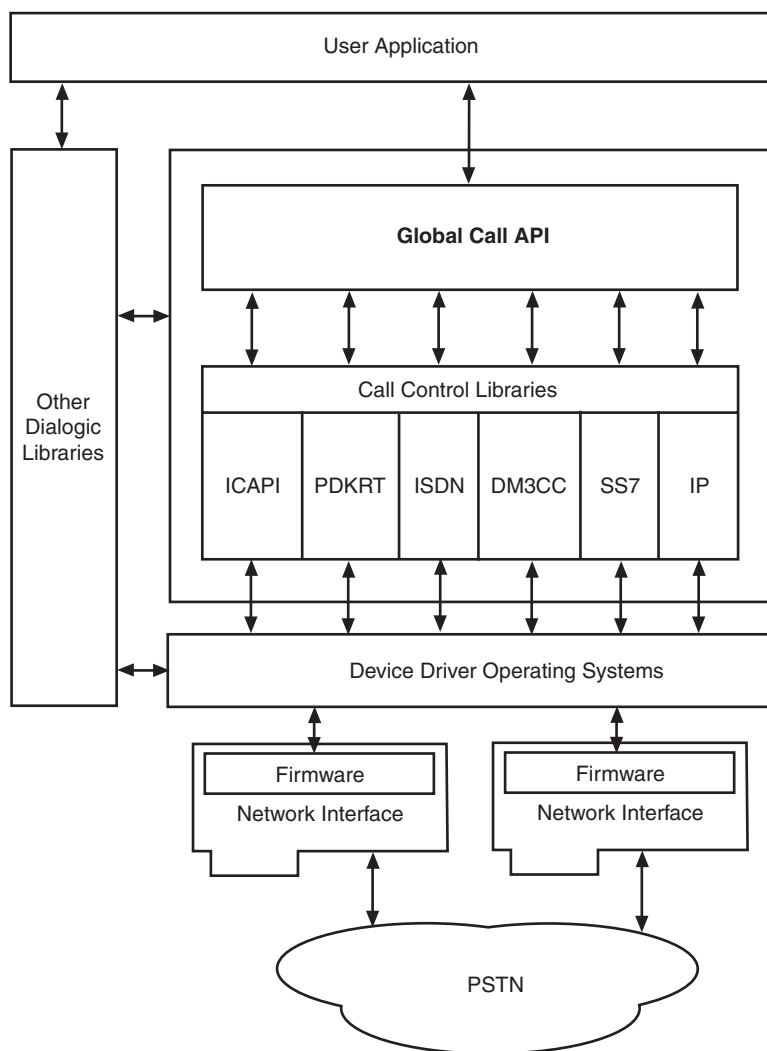 User Application
Global Call API
Call Control Libraries
Other
Dialogic
Libraries
ICAPI
PDKRT
ISDN
DM3CC
SS7
IP
Device Driver Operating Systems
Firmware
Network Interface
Firmware
Network Interface
PSTN